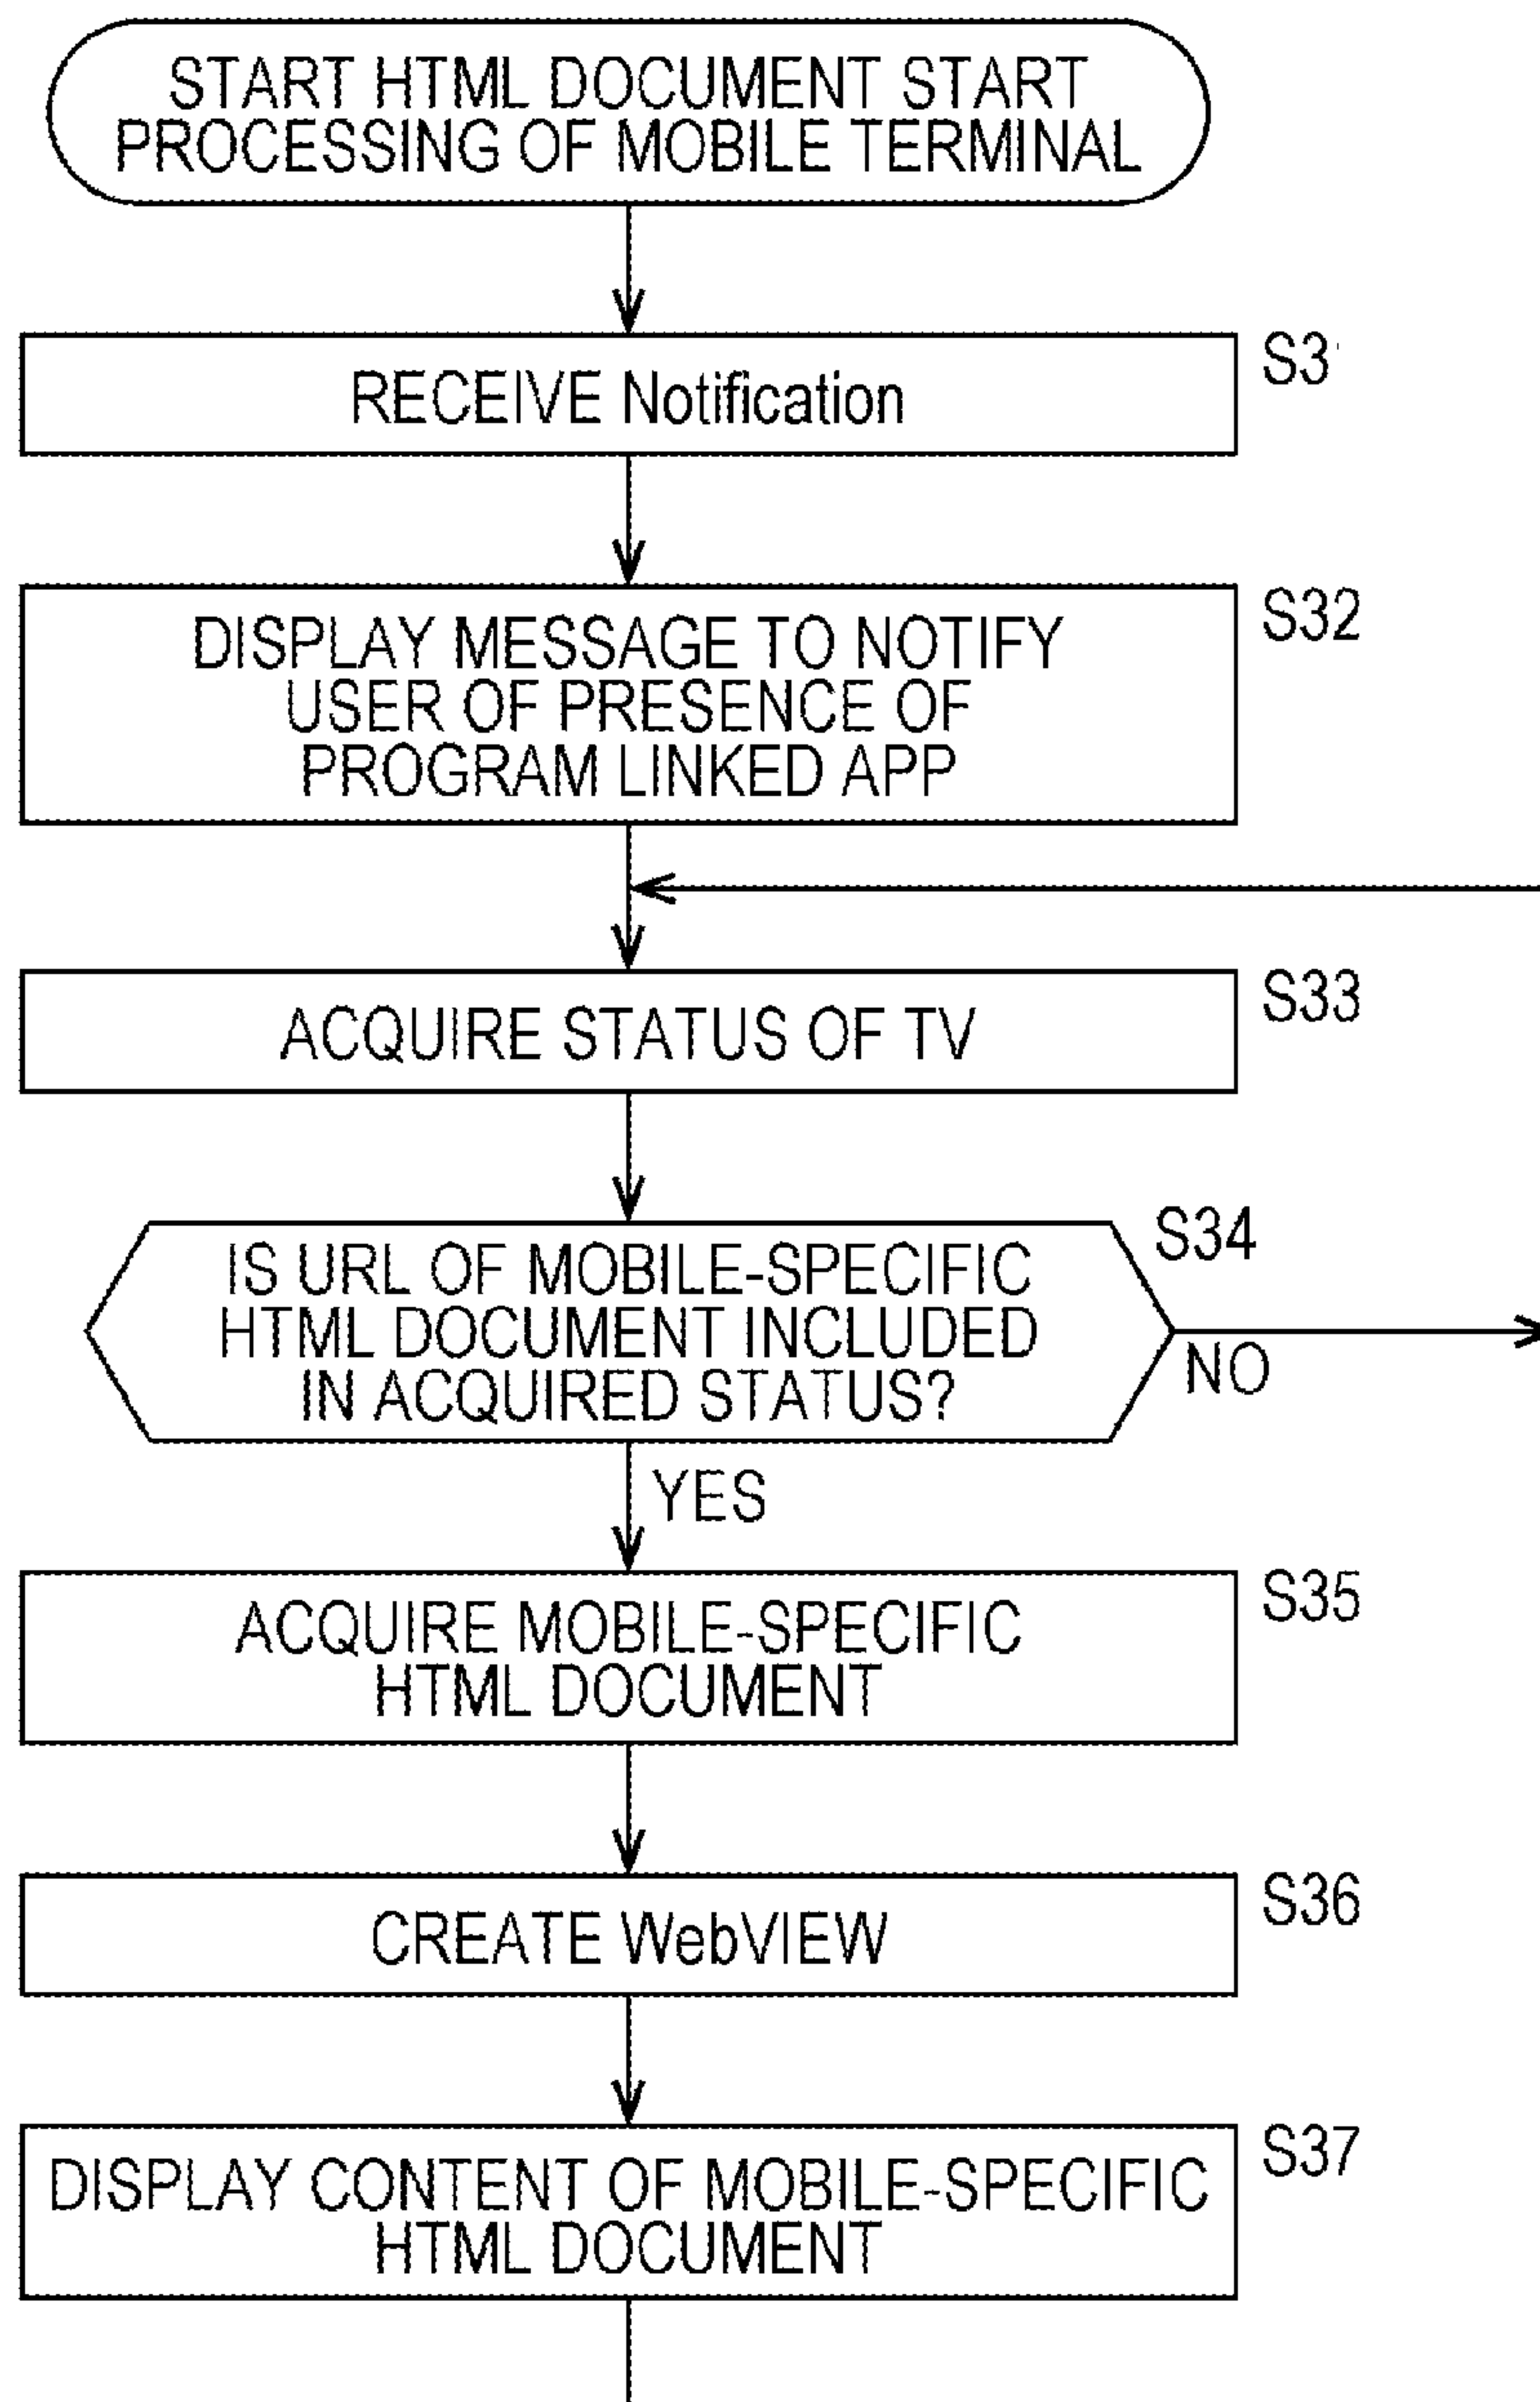 START HTML DOCUMENT START
PROCESSING OF MOBILE TERMINAL
RECEIVE Notification
DISPLAY MESSAGE TO NOTIFY
USER OF PRESENCE OF
PROGRAM LINKED APP
S32
ACQUIRE STATUS OF TV
S33
IS URL OF MOBILE-SPECIFIC
HTML DOCUMENT INCLUDED
IN ACQUIRED STATUS?
S34
NO
YES
ACQUIRE MOBILE-SPECIFIC
HTML DOCUMENT
S35
CREATE WebVIEW
S36
DISPLAY CONTENT OF MOBILE-SPECIFIC
HTML DOCUMENT
S37